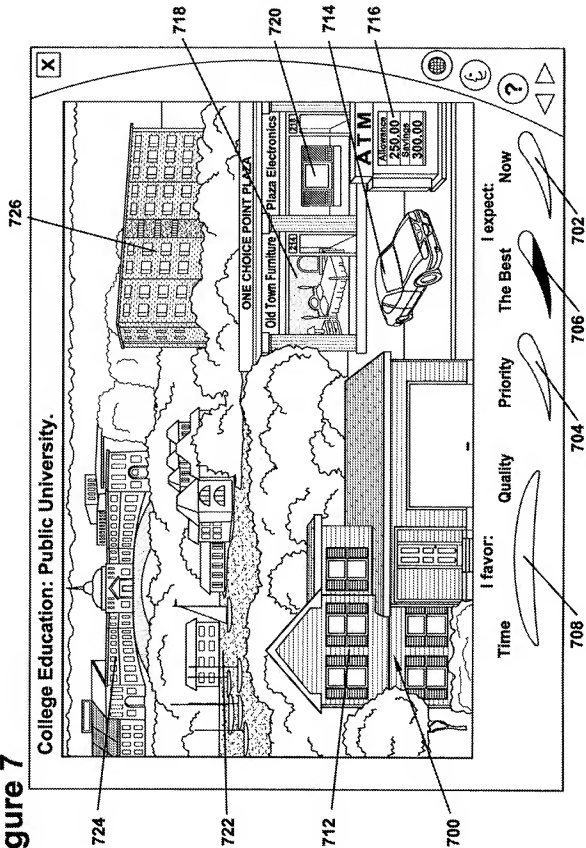 gure 7
College Education: Public University.
X
ONE CHOICE POINT PLAZA
Old Town Furniture
Plaza Electronics
ATM
Allowance
250.00
Savings
300.00
?
Time I favor: Quality Priority The Best I expect: Now
724
722
712
700
726
718
720
714
716
708
704
706
702